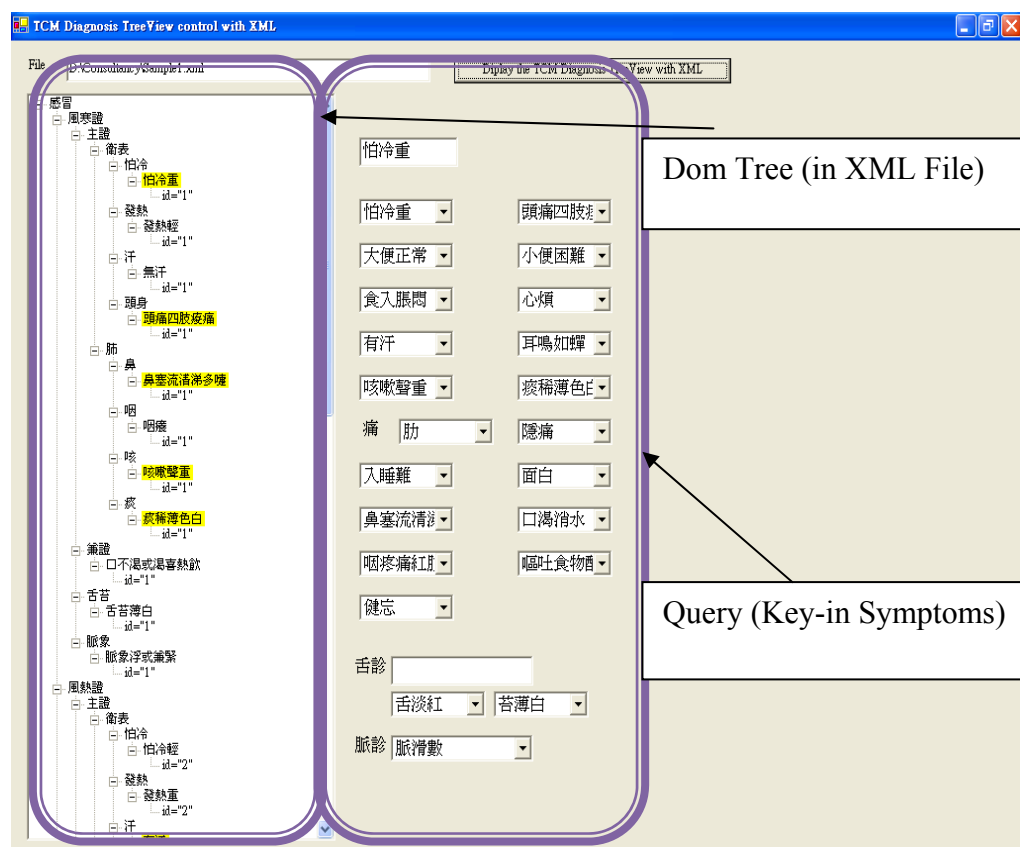 TCM Diagnosis TreeView control with XML
File
D:\Consultancy\Sample1.xml
Diplay the TCM Diagnosis TreeView with XML
感冒
風寒證
主證
衛表
怕冷
怕冷重
id="1"
發熱
發熱輕
id="1"
汗
無汗
id="1"
頭身
頭痛四肢痠痛
id="1"
肺
鼻
鼻塞流清涕多嚏
id="1"
咽
咽癢
id="1"
咳
咳嗽聲重
id="1"
痰
痰稀薄色白
id="1"
兼證
口不渴或渴喜熱飲
id="1"
舌苔
舌苔薄白
id="1"
脈象
脈象浮或兼緊
id="1"
風熱證
主證
衛表
怕冷
怕冷輕
id="2"
發熱
發熱重
id="2"
汗
怕冷重
怕冷重 頭痛四肢
大便正常 小便困難
食入脹悶 心煩
有汗 耳鳴如蟬
咳嗽聲重 痰稀薄色
痛 肋 隱痛
入睡難 面白
鼻塞流清 口渴消水
咽疼痛紅 嘔吐食物
健忘
舌診
舌淡紅 苔薄白
脈診 脈滑數
Dom Tree (in XML File)
Query (Key-in Symptoms)